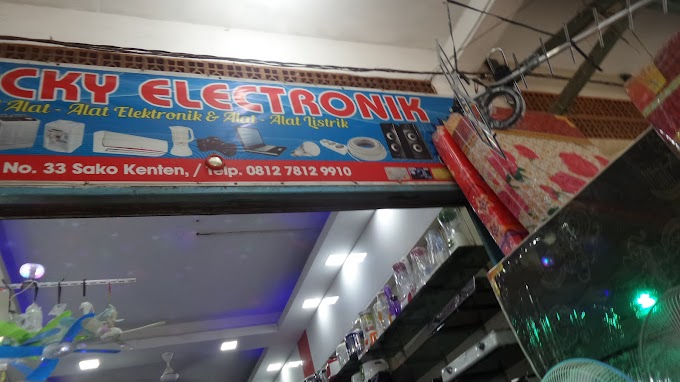 CKY ELECTRONIK
Alat - Alat Elektronik & Alat - Alat Listrik
No. 33 Sako Kenten, / Telp. 0812 7812 9910